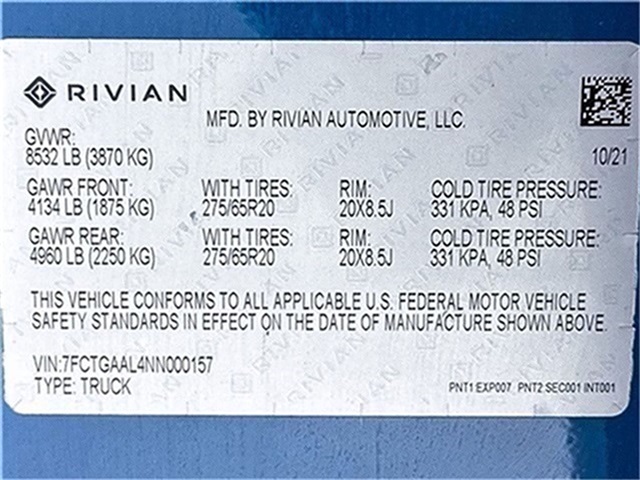 RIVIAN
MFD. BY RIVIAN AUTOMOTIVE, LLC.
GVWR:
8532 LB (3870 KG) 10/21
GAWR FRONT: WITH TIRES: RIM: COLD TIRE PRESSURE:
4134 LB (1875 KG) 275/65R20 20X8.5J 331 KPA, 48 PSI
GAWR REAR: WITH TIRES: RIM: COLD TIRE PRESSURE:
4960 LB (2250 KG) 275/65R20 20X8.5J 331 KPA, 48 PSI
THIS VEHICLE CONFORMS TO ALL APPLICABLE U.S. FEDERAL MOTOR VEHICLE
SAFETY STANDARDS IN EFFECT ON THE DATE OF MANUFACTURE SHOWN ABOVE.
VIN:7FCTGAAL4NN000157
TYPE: TRUCK PNT1 EXP007 PNT2 SEC001 INT001